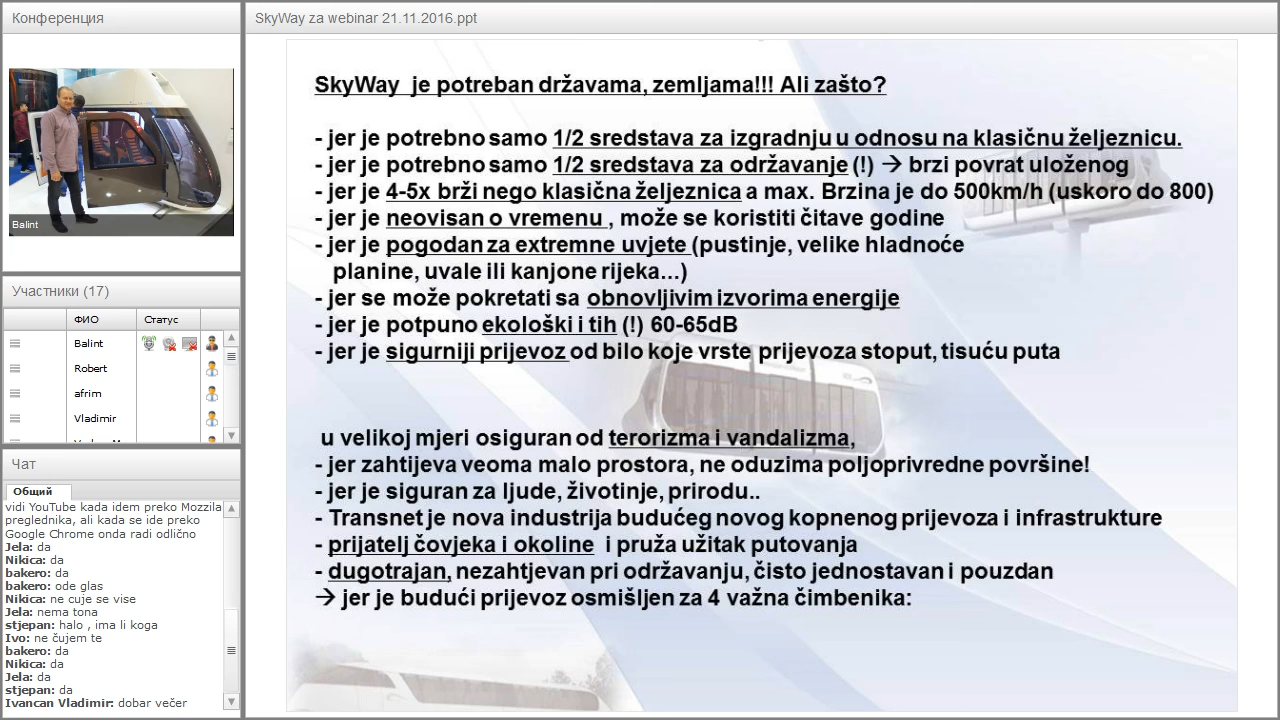 Конференция
Balint
Участники (17)
ФИО Статус
Balint
Robert
afrim
Vladimir
Чат
Общий
vidi YouTube kada idem preko Mozzila
preglednika, ali kada se ide preko
Google Chrome onda radi odlično
Jela: da
Nikica: da
bakero: da
bakero: ode glas
Nikica: ne cuje se vise
Jela: nema tona
stjepan: halo , ima li koga
Ivo: ne čujem te
bakero: da
Nikica: da
Jela: da
stjepan: da
Ivancan Vladimir: dobar večer
SkyWay za webinar 21.11.2016.ppt
SkyWay je potreban državama, zemljama!!! Ali zašto?
- jer je potrebno samo 1/2 sredstava za izgradnju u odnosu na klasičnu željeznicu.
- jer je potrebno samo 1/2 sredstava za održavanje (!) → brzi povrat uloženog
- jer je 4-5x brži nego klasična željeznica a max. Brzina je do 500km/h (uskoro do 800)
- jer je neovisan o vremenu , može se koristiti čitave godine
- jer je pogodan za extremne uvjete (pustinje, velike hladnoće
planine, uvale ili kanjone rijeka...)
- jer se može pokretati sa obnovljivim izvorima energije
- jer je potpuno ekološki i tih (!) 60-65dB
- jer je sigurniji prijevoz od bilo koje vrste prijevoza stoput, tisuću puta
u velikoj mjeri osiguran od terorizma i vandalizma,
- jer zahtijeva veoma malo prostora, ne oduzima poljoprivredne površine!
- jer je siguran za ljude, životinje, prirodu..
- Transnet je nova industrija budućeg novog kopnenog prijevoza i infrastrukture
- prijatelj čovjeka i okoline i pruža užitak putovanja
- dugotrajan, nezahtjevan pri održavanju, čisto jednostavan i pouzdan
→ jer je budući prijevoz osmišljen za 4 važna čimbenika: